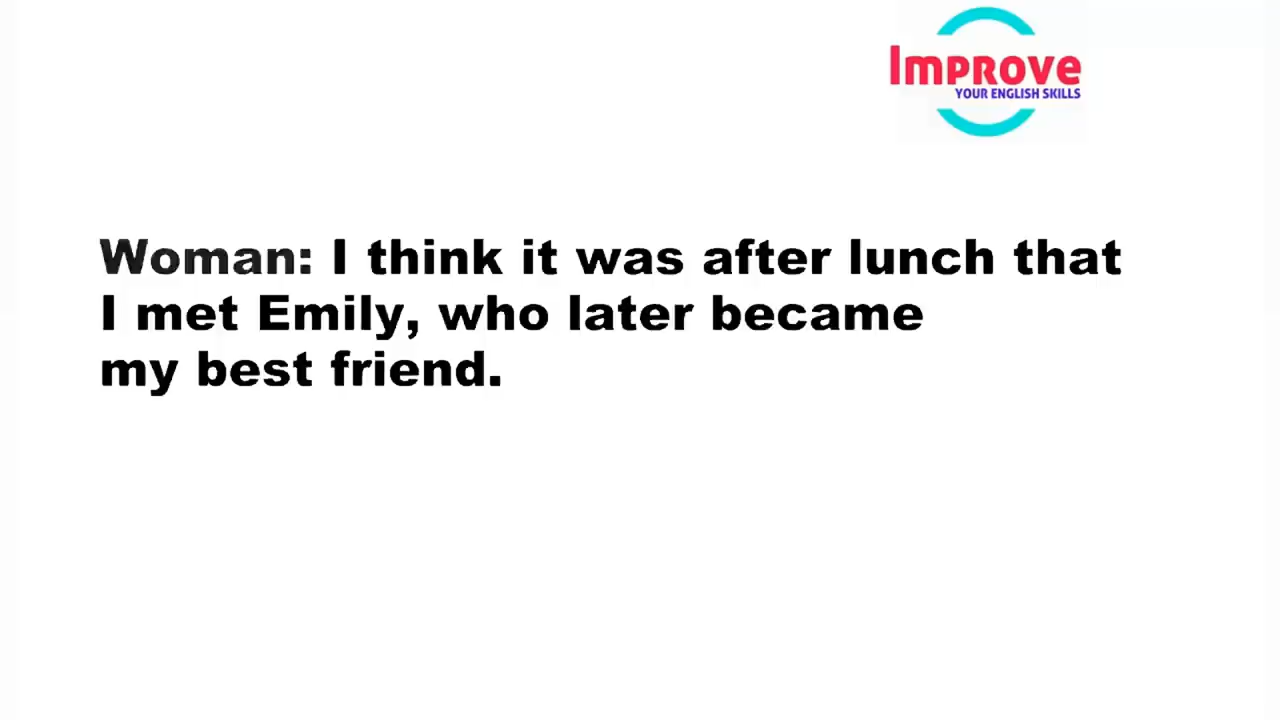 Improve
YOUR ENGLISH SKILLS
Woman: I think it was after lunch that
I met Emily, who later became
my best friend.